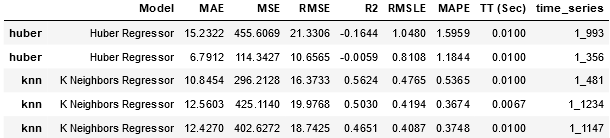 Model MAE MSE RMSE R2 RMSLE MAPE TT (Sec) time_series
huber Huber Regressor 15.2322 455.6069 21.3306 -0.1644 1.0480 1.5959 0.0100 1_993
huber Huber Regressor 6.7912 114.3427 10.6565 -0.0059 0.8108 1.1844 0.0100 1_356
knn K Neighbors Regressor 10.8454 296.2128 16.3733 0.5624 0.4765 0.5365 0.0100 1_481
knn K Neighbors Regressor 12.5603 425.1140 19.9768 0.5030 0.4194 0.3674 0.0067 1_1234
knn K Neighbors Regressor 12.4270 402.6272 18.7425 0.4651 0.4087 0.3748 0.0100 1_1147